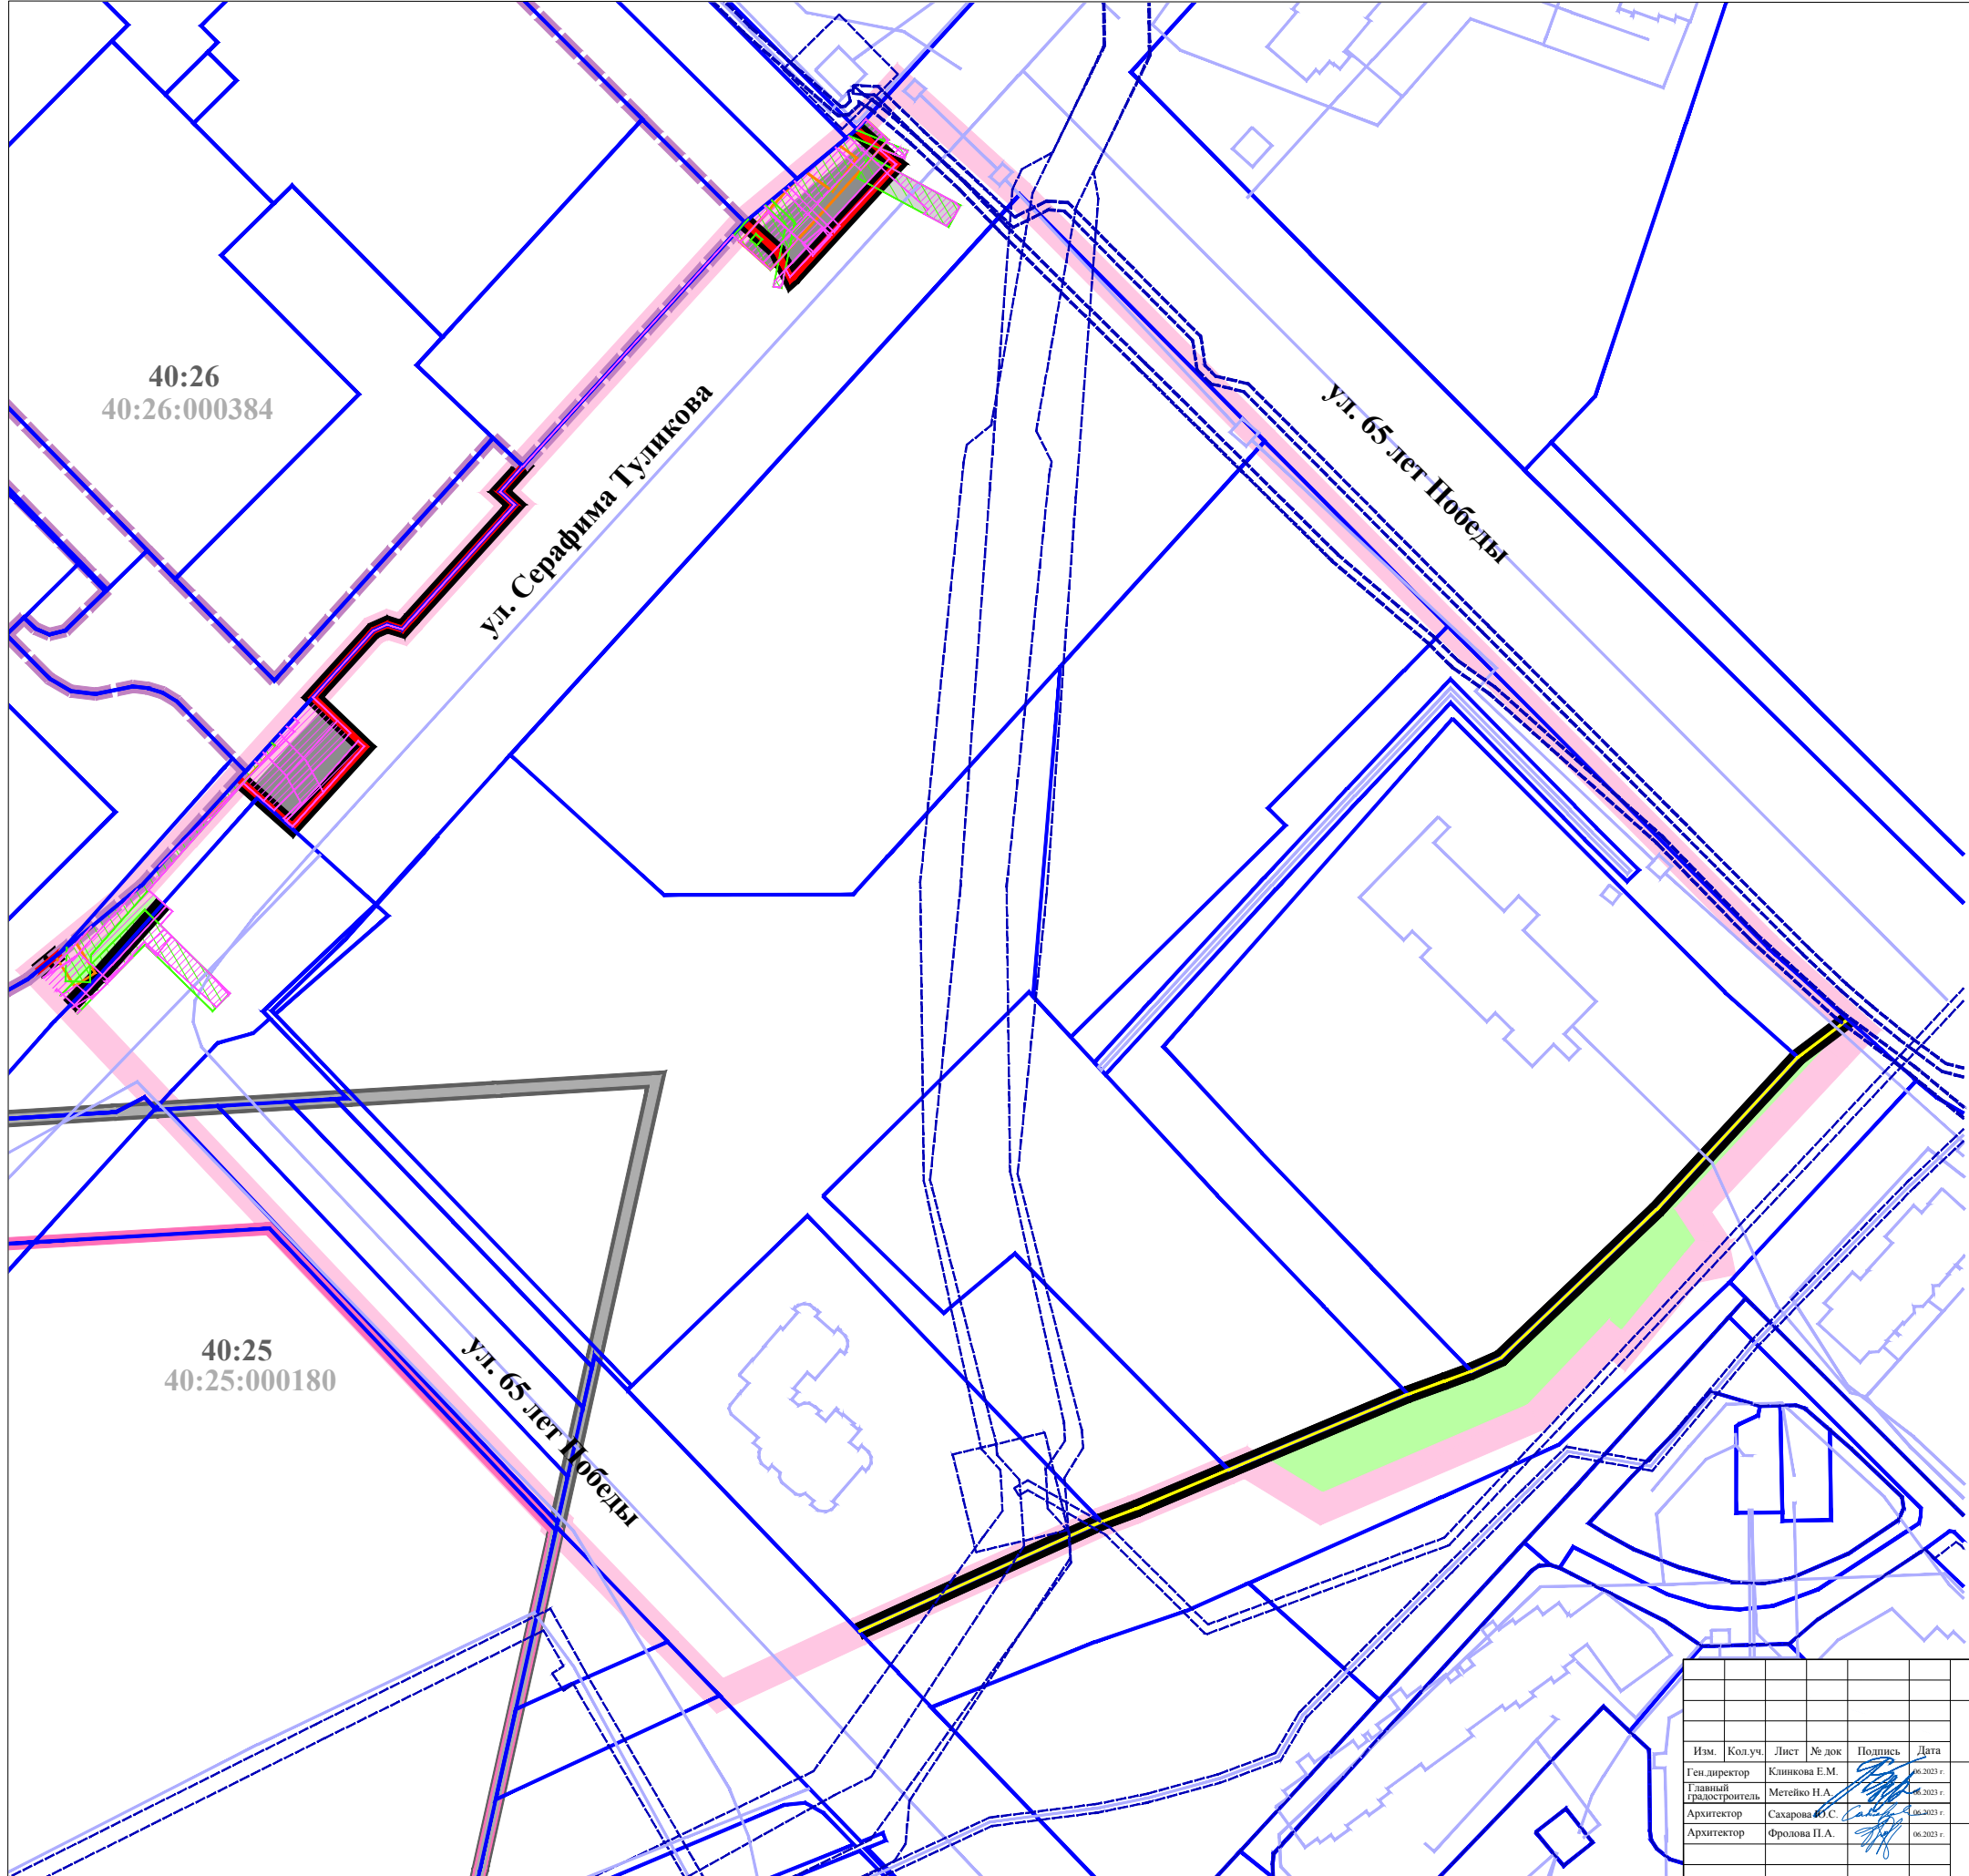 40:26
40:26:000384
ул. Серафима Туликова
ул. 65 лет Победы
40:25
40:25:000180
ул. 65 лет Победы
Изм. Кол.уч. Лист № док Подпись Дата
Ген.директор Клинкова Е.М. 06.2023 г.
Главный градостроитель Метейко Н.А. 06.2023 г.
Архитектор Сахарова Ю.С. 06.2023 г.
Архитектор Фролова П.А. 06.2023 г.